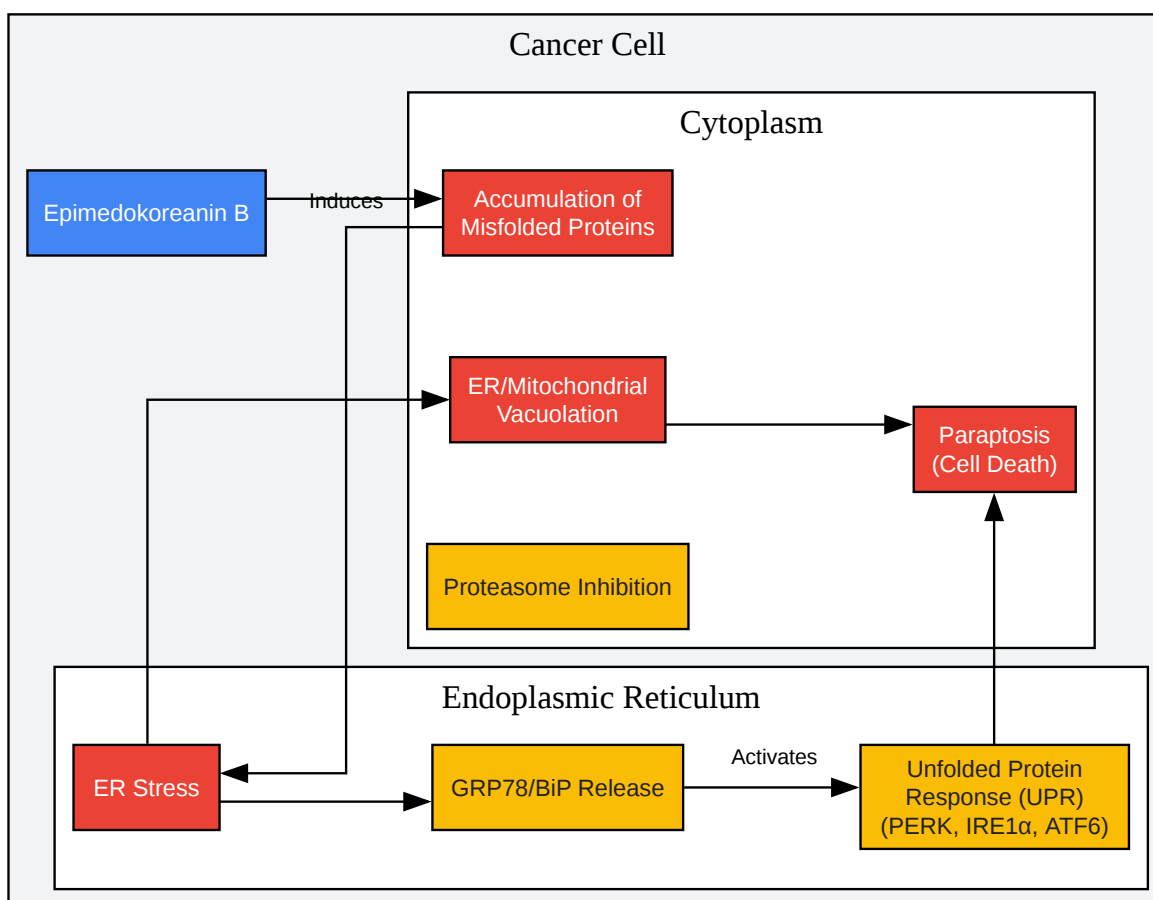 Cancer Cell
Cytoplasm
Epimedokoreanin B
Induces
Accumulation of
Misfolded Proteins
ER/Mitochondrial
Vacuolation
Paraptosis
(Cell Death)
Proteasome Inhibition
Endoplasmic Reticulum
ER Stress
GRP78/BiP Release
Activates
Unfolded Protein
Response (UPR)
(PERK, IRE1α, ATF6)